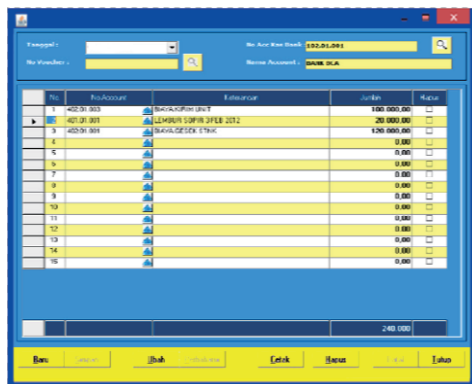 Tanggal :
No Acc Kas Bank : 102.01.001
No Voucher :
Nama Account : BANK BCA
No No Account Keterangan Jumlah Hapus
1 402.01.003 BIAYA KIRIM UNIT 100.000,00
2 401.01.001 LEMBUR SOPIR 3 FEB 2012 20.000,00
3 402.01.001 BIAYA GESEK STNK 120.000,00
4 0,00
5 0,00
6 0,00
7 0,00
8 0,00
9 0,00
10 0,00
11 0,00
12 0,00
13 0,00
14 0,00
15 0,00
240.000
Baru Ubah Cetak Hapus Tutup